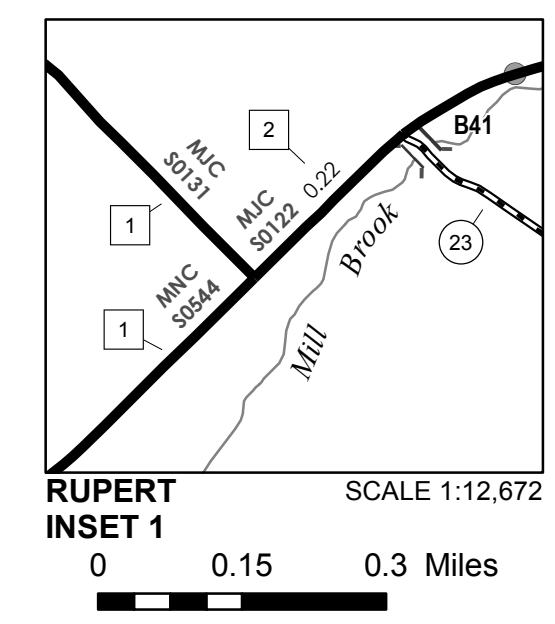 B41
2
MJC
S0131
0.22
MJC
S0122
1
Brook
23
MNC
S0544
1
Mill
RUPERT
INSET 1
SCALE 1:12,672
0 0.15 0.3 Miles